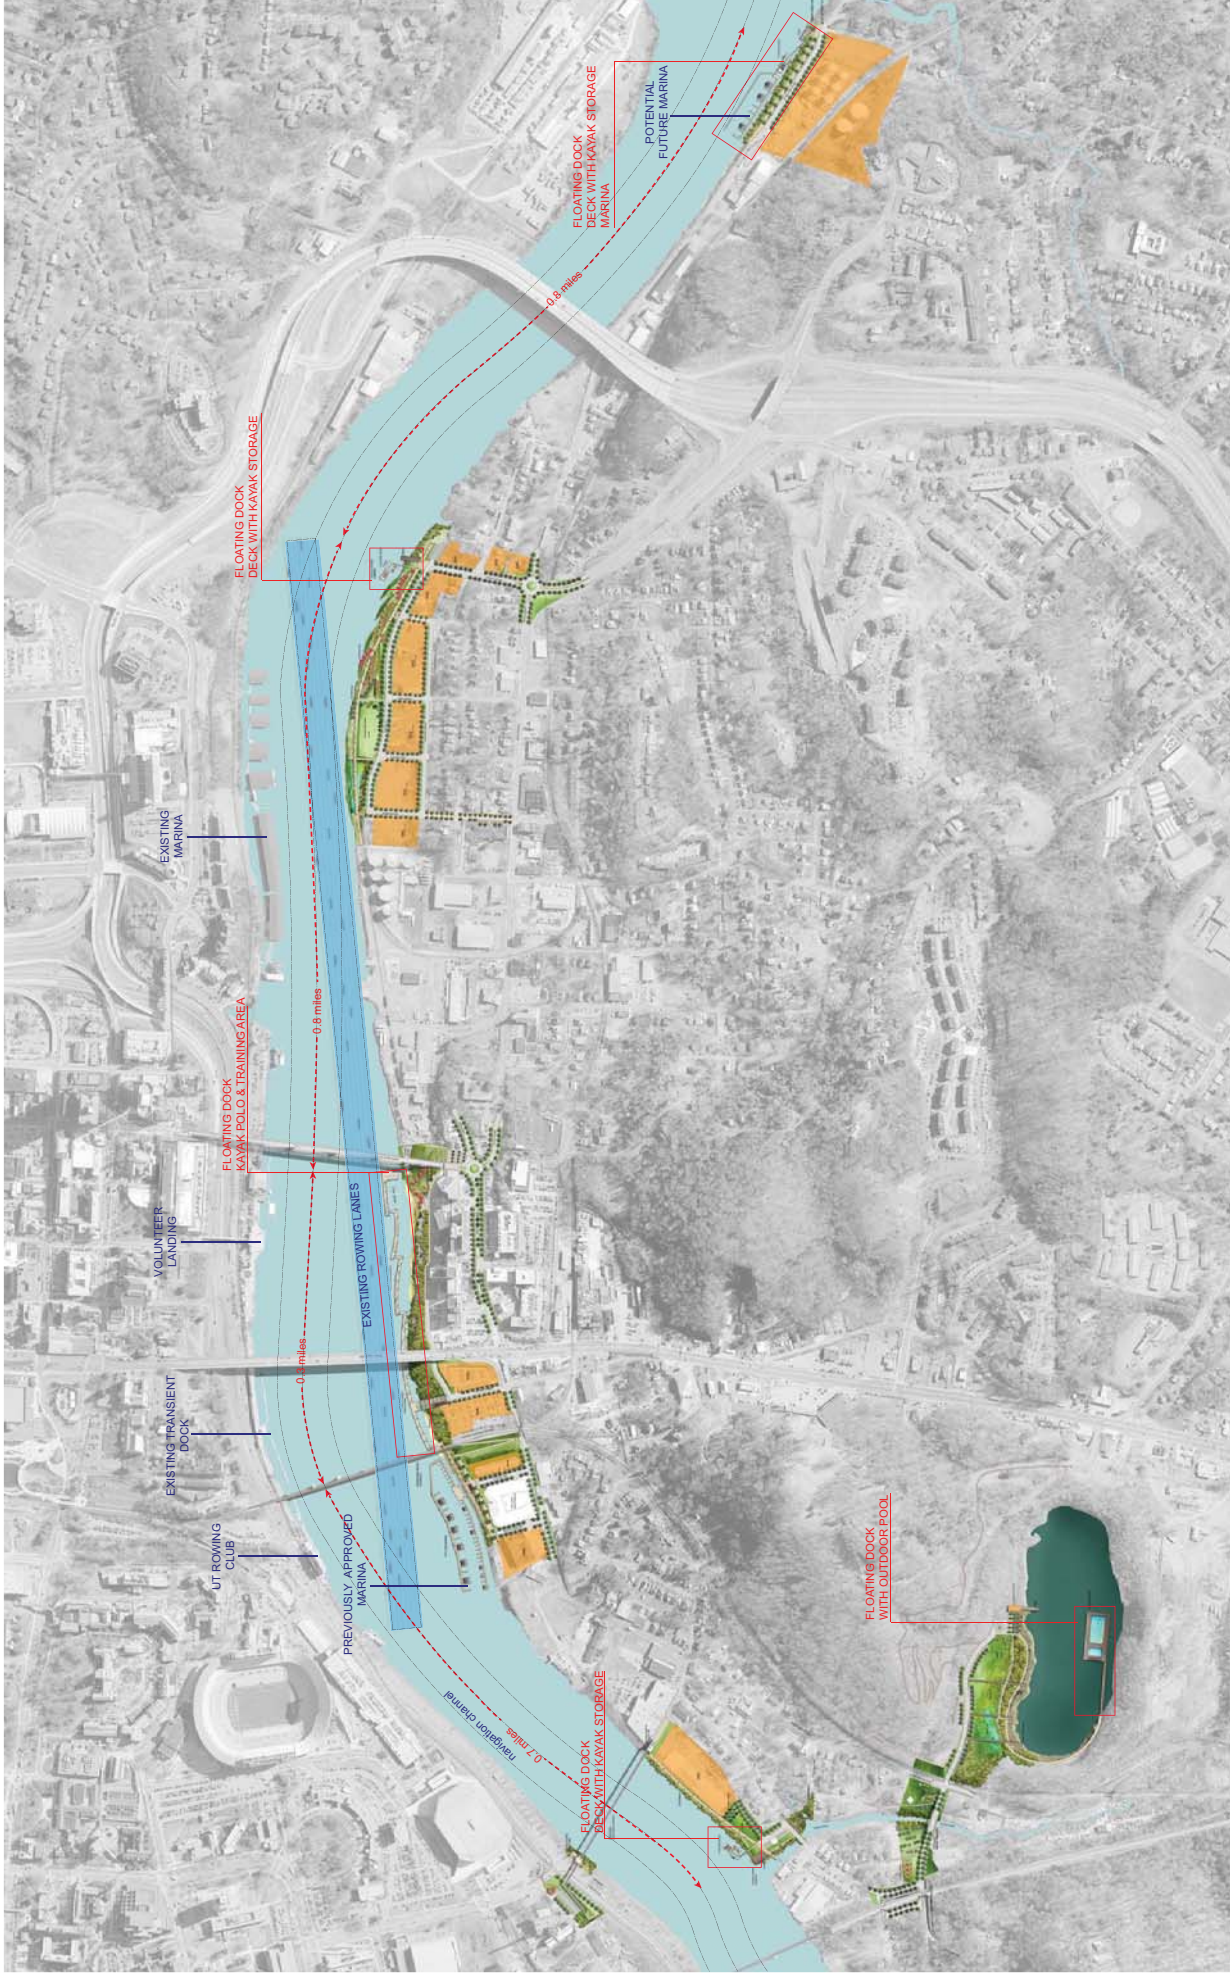 FLOATING DOCK
DECK WITH KAYAK STORAGE
MARINA
POTENTIAL
FUTURE MARINA
0.8 miles
FLOATING DOCK
DECK WITH KAYAK STORAGE
EXISTING
MARINA
0.8 miles
FLOATING DOCK
KAYAK POLO & TRAINING AREA
VOLUNTEER
LANDING
EXISTING ROWING LANES
EXISTING TRANSIENT
DOCK
UT ROWING
CLUB
PREVIOUSLY APPROVED
MARINA
navigation channel
0.7 miles
FLOATING DOCK
DECK WITH KAYAK STORAGE
FLOATING DOCK
WITH OUTDOOR POOL